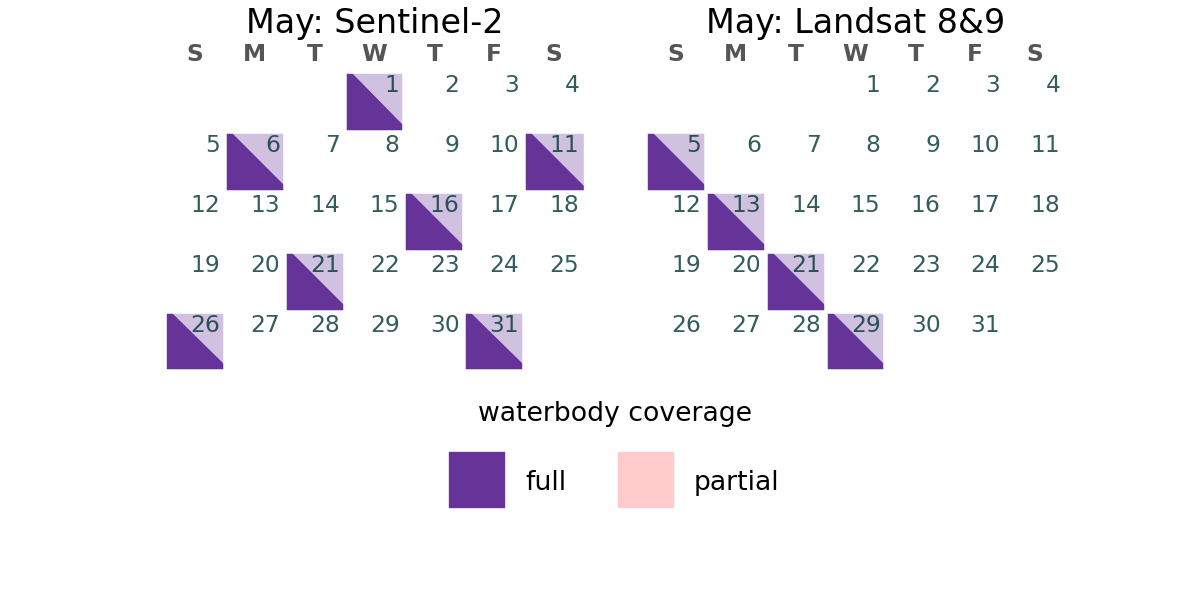 May: Sentinel-2
S M T W T F S
1 2 3 4
5 6 7 8 9 10 11
12 13 14 15 16 17 18
19 20 21 22 23 24 25
26 27 28 29 30 31
May: Landsat 8&9
S M T W T F S
1 2 3 4
5 6 7 8 9 10 11
12 13 14 15 16 17 18
19 20 21 22 23 24 25
26 27 28 29 30 31
waterbody coverage
full partial